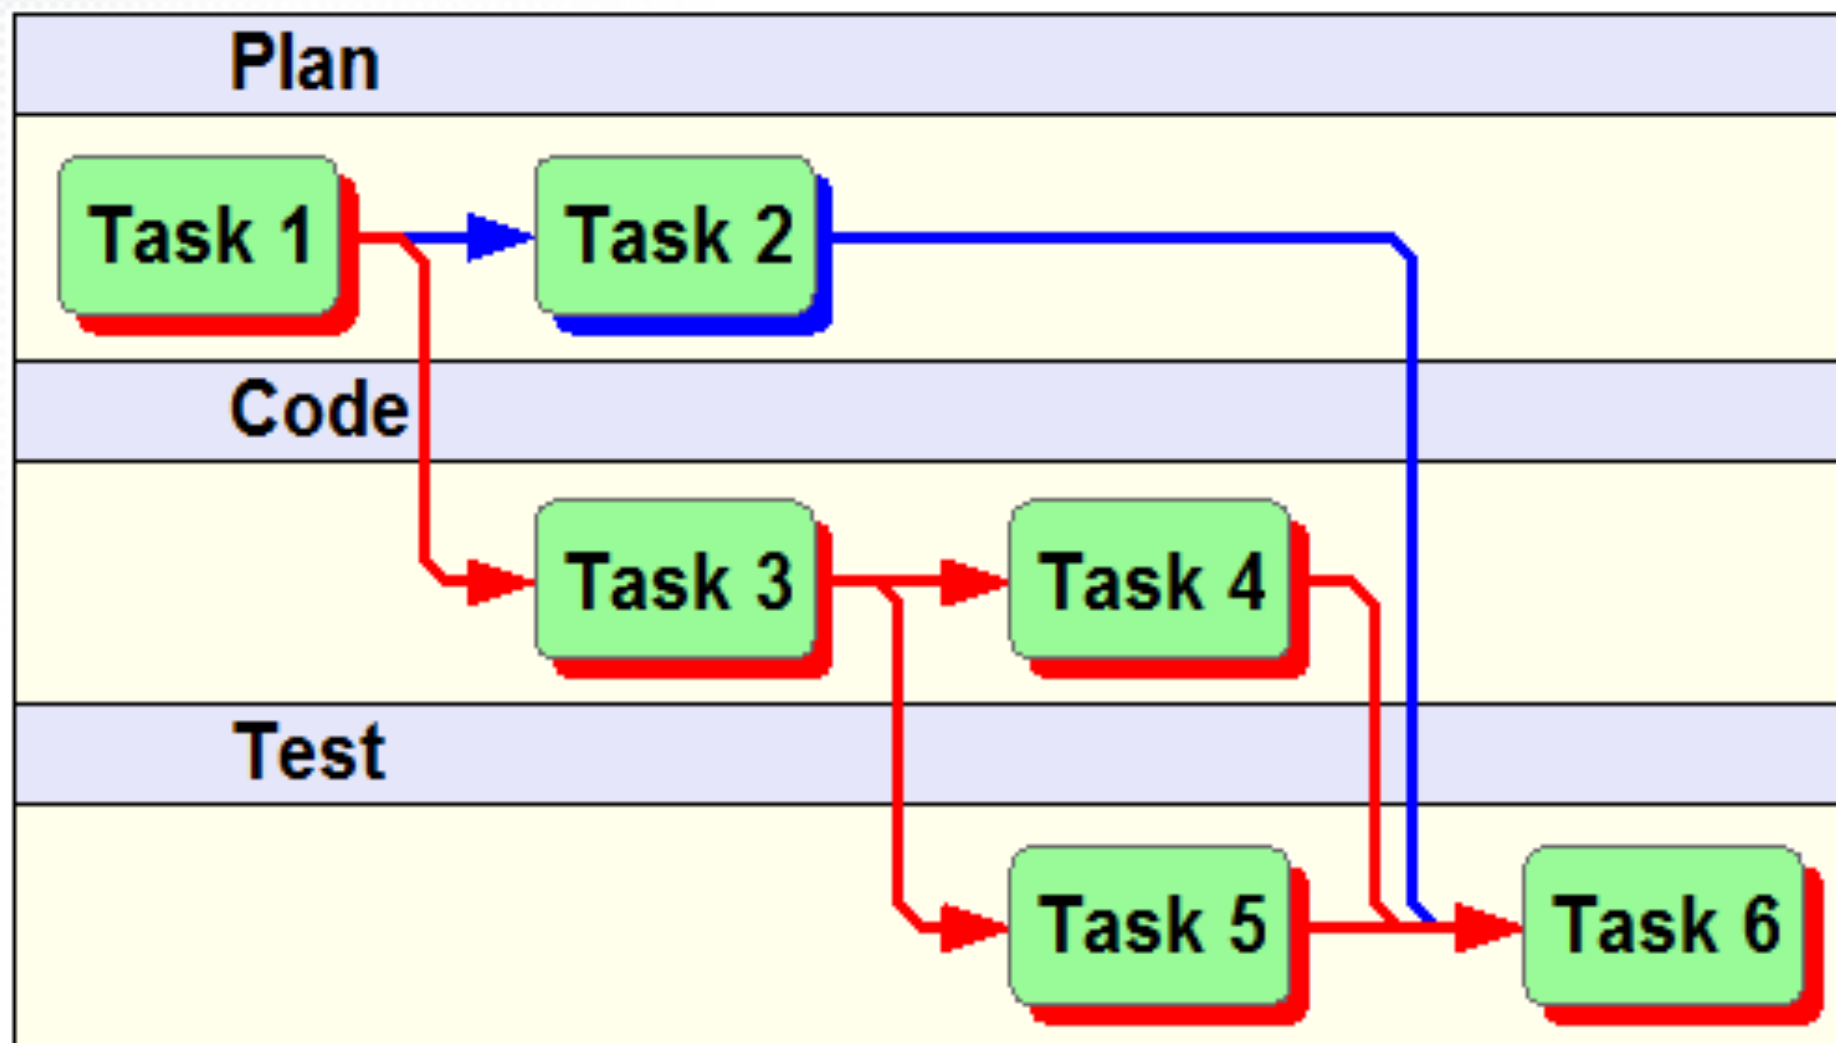 Plan
Task 1
Task 2
Code
Task 3
Task 4
Test
Task 5
Task 6